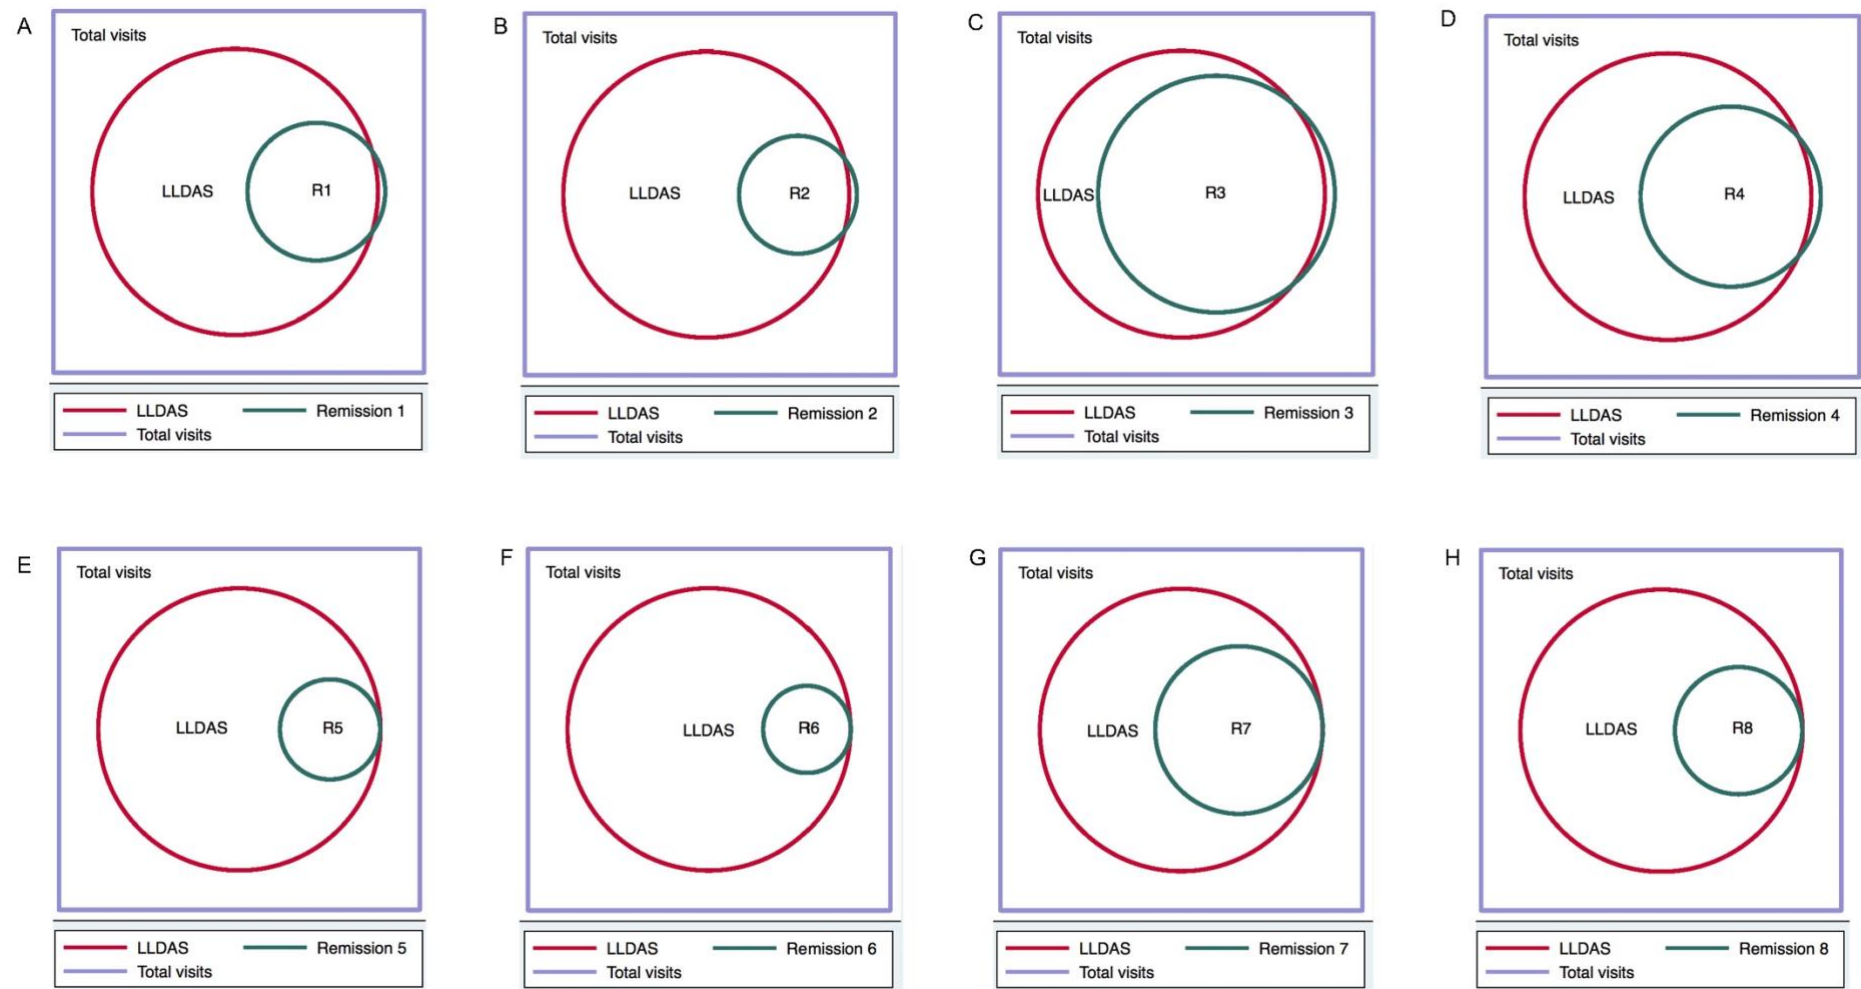 A
Total visits
LLDAS
R1
LLDAS
Remission 1
Total visits
B
Total visits
LLDAS
R2
LLDAS
Remission 2
Total visits
C
Total visits
LLDAS
R3
LLDAS
Remission 3
Total visits
D
Total visits
LLDAS
R4
LLDAS
Remission 4
Total visits
E
Total visits
LLDAS
R5
LLDAS
Remission 5
Total visits
F
Total visits
LLDAS
R6
LLDAS
Remission 6
Total visits
G
Total visits
LLDAS
R7
LLDAS
Remission 7
Total visits
H
Total visits
LLDAS
R8
LLDAS
Remission 8
Total visits